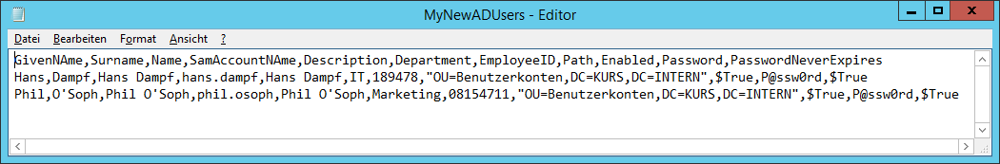 MyNewADUsers - Editor
Datei Bearbeiten Format Ansicht ?
GivenNAme,Surname,Name,SamAccountNAme,Description,Department,EmployeeID,Path,Enabled,Password,PasswordNeverExpires
Hans,Dampf,Hans Dampf,hans.dampf,Hans Dampf,IT,189478,"OU=Benutzerkonten,DC=KURS,DC=INTERN",$True,P@ssw0rd,$True
Phil,O'Soph,Phil O'Soph,phil.osoph,Phil O'Soph,Marketing,08154711,"OU=Benutzerkonten,DC=KURS,DC=INTERN",$True,P@ssw0rd,$True